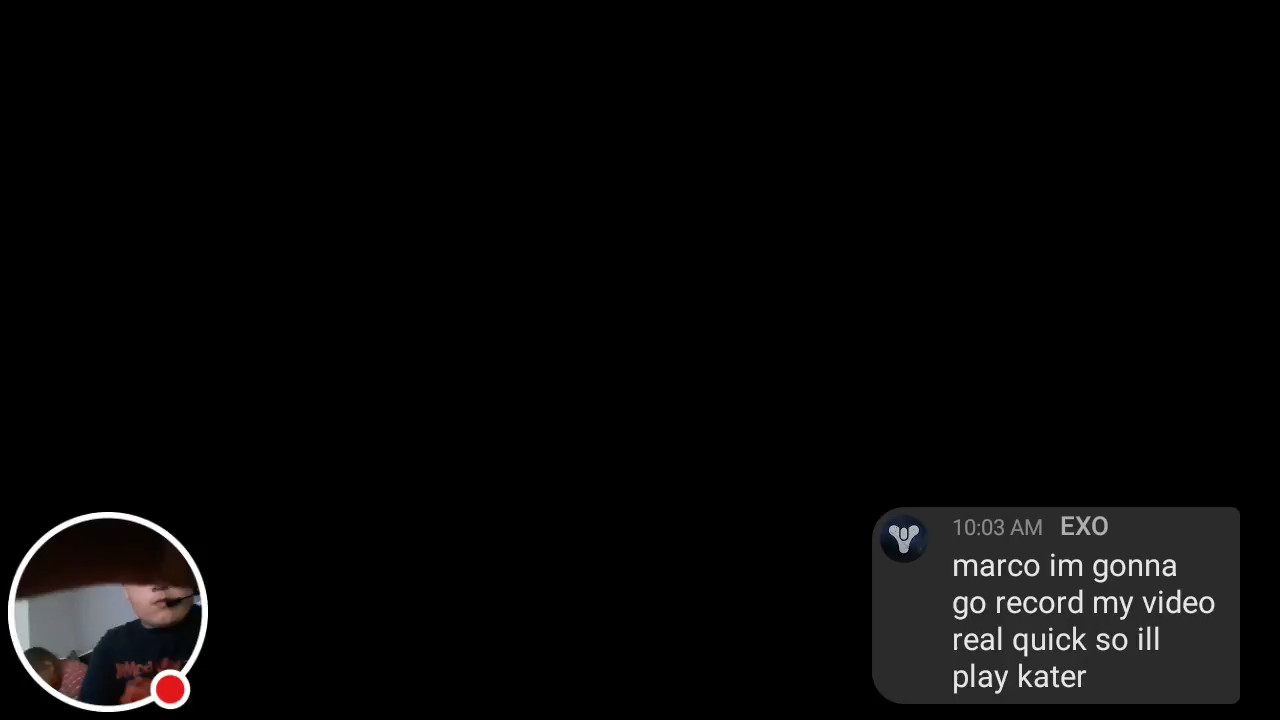 10:03 AM EXO
marco im gonna
go record my video
real quick so ill
play kater